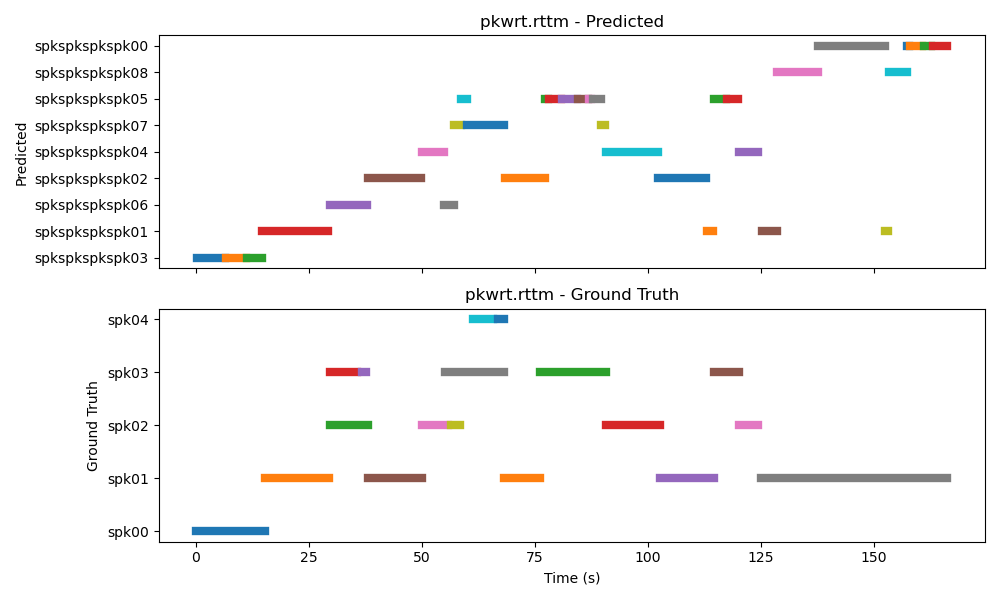 pkwrt.rttm - Predicted
Predicted
spkspkspkspk00
spkspkspkspk08
spkspkspkspk05
spkspkspkspk07
spkspkspkspk04
spkspkspkspk02
spkspkspkspk06
spkspkspkspk01
spkspkspkspk03
pkwrt.rttm - Ground Truth
Ground Truth
spk04
spk03
spk02
spk01
spk00
0 25 50 75 100 125 150
Time (s)